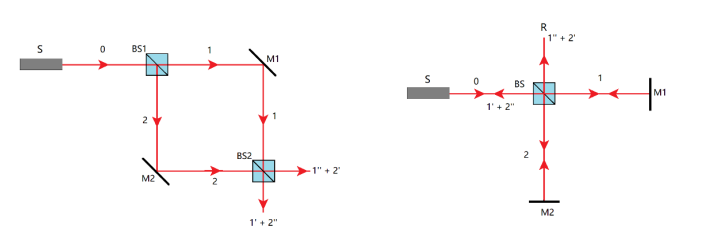 S
0
BS1
1
M1
2
1
M2
2
BS2
1'' + 2'
1' + 2''
R
1'' + 2'
S
0
BS
1
M1
1' + 2''
2
M2